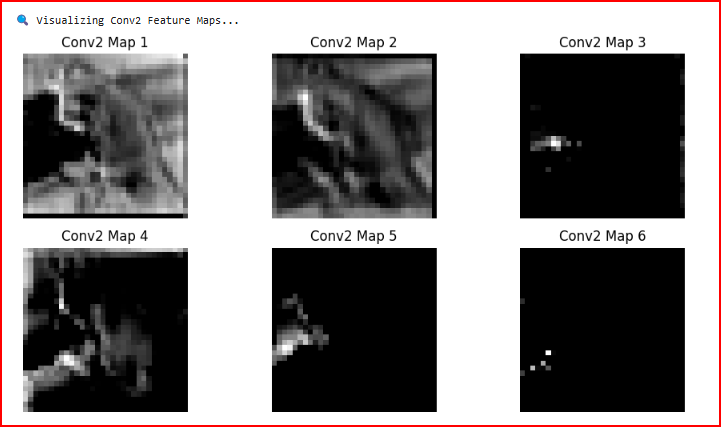 🔍 Visualizing Conv2 Feature Maps...
Conv2 Map 1
Conv2 Map 2
Conv2 Map 3
Conv2 Map 4
Conv2 Map 5
Conv2 Map 6